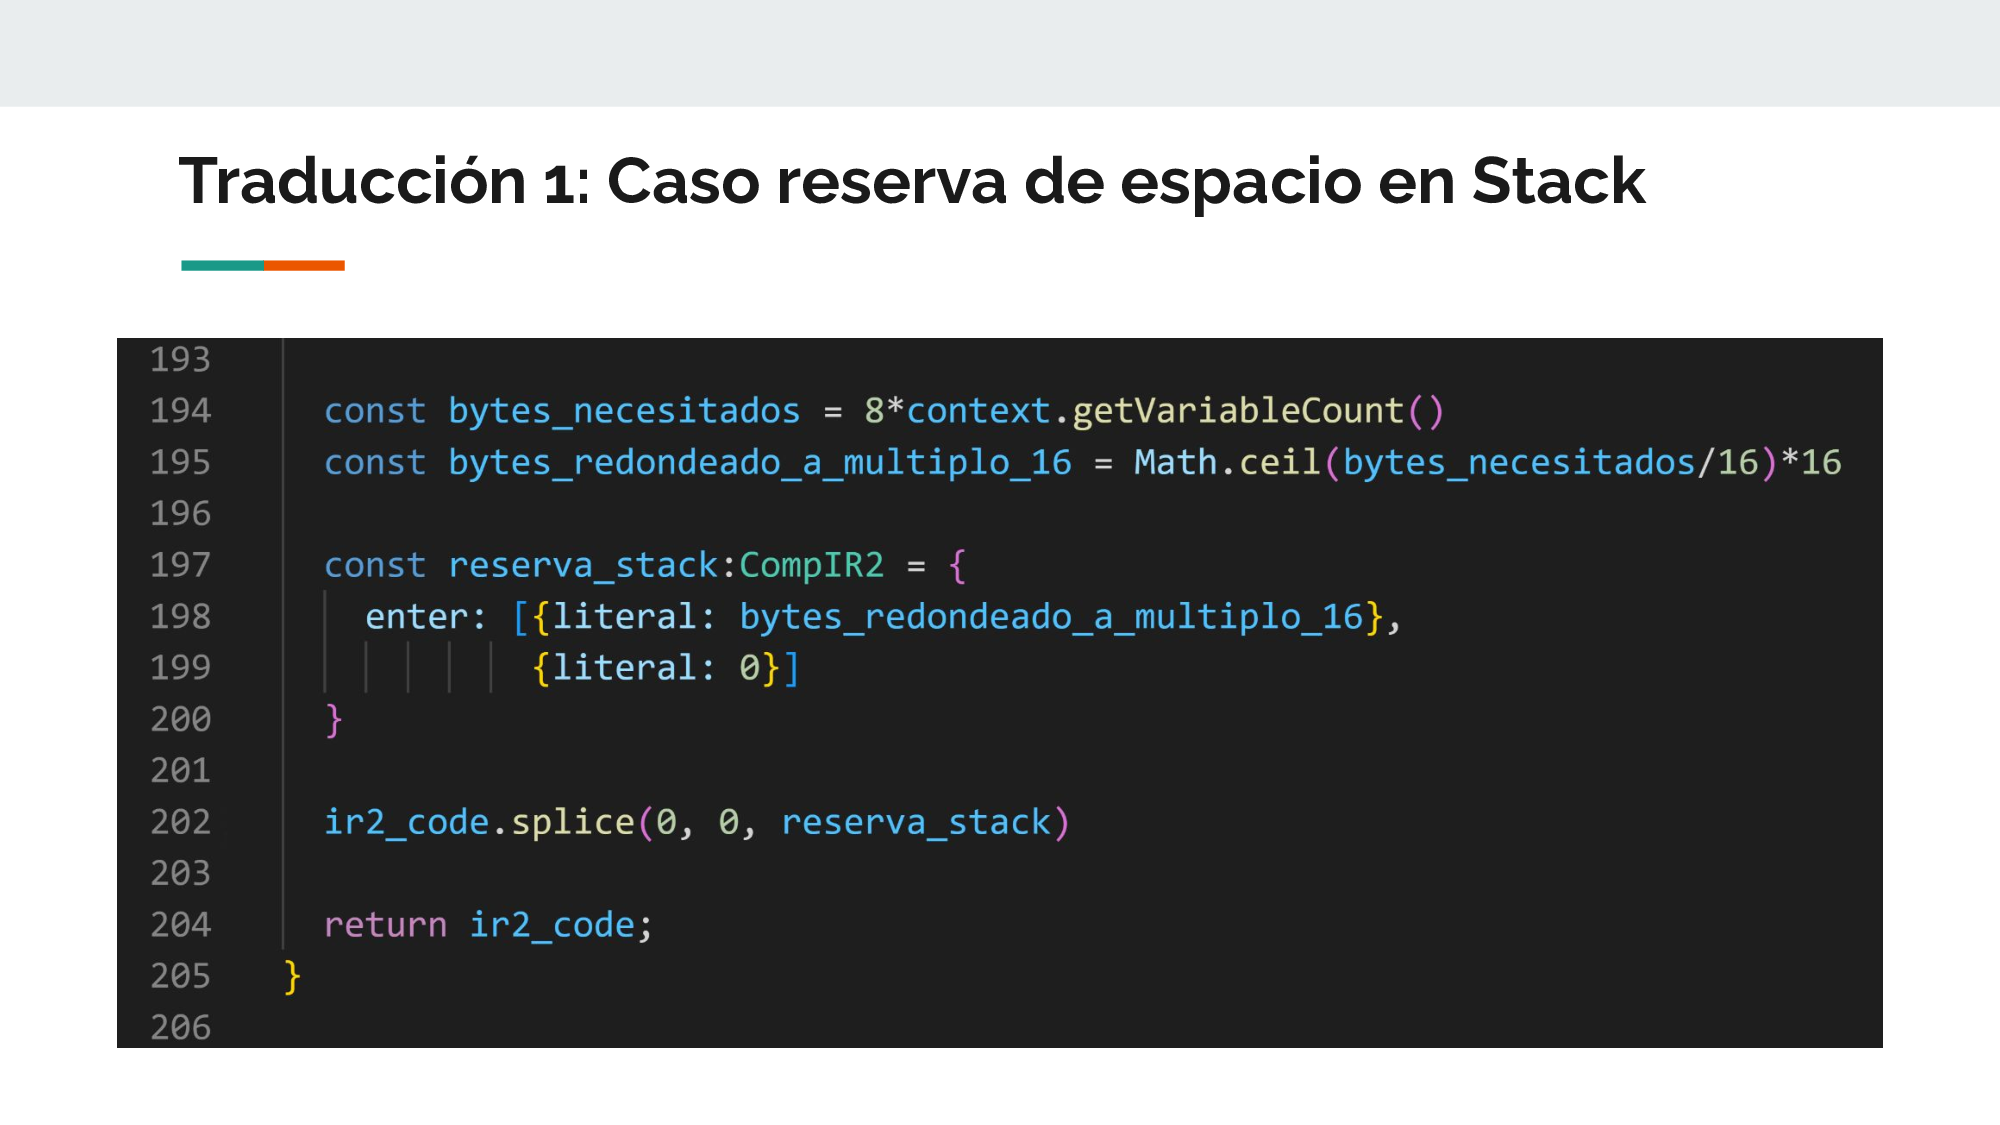 Traducción 1: Caso reserva de espacio en Stack
193
194 const bytes_necesitados = 8*context.getVariableCount()
195 const bytes_redondeado_a_multiplo_16 = Math.ceil(bytes_necesitados/16)*16
196
197 const reserva_stack:CompIR2 = {
198 enter: [{literal: bytes_redondeado_a_multiplo_16},
199 {literal: 0}]
200 }
201
202 ir2_code.splice(0, 0, reserva_stack)
203
204 return ir2_code;
205 }
206